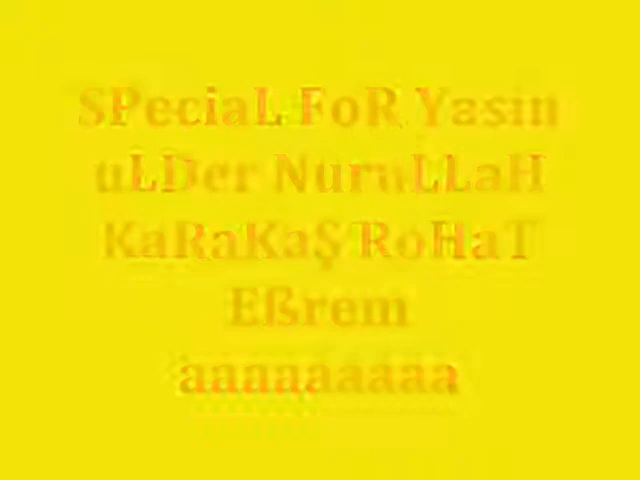 SPeciaL FoR Yasin
uLDer NuruLLaH
KaRaKaŞ RoHaT
Eßrem
aaaaaaaaa